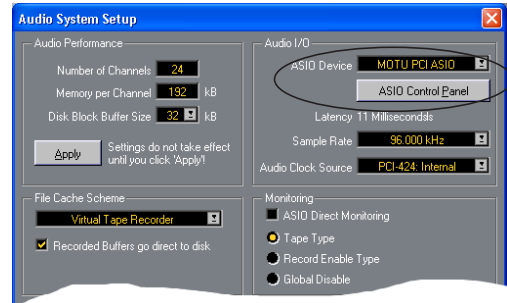 Audio System Setup
Audio Performance
Number of Channels 24
Memory per Channel 192 kB
Disk Block Buffer Size 32 kB
Apply
Settings do not take effect
until you click 'Apply'!
File Cache Scheme
Virtual Tape Recorder
Recorded Buffers go direct to disk
Audio I/O
ASIO Device MOTU PCI ASIO
ASIO Control Panel
Latency 11 Milliseconds
Sample Rate 96.000 kHz
Audio Clock Source PCI-424: Internal
Monitoring
ASIO Direct Monitoring
Tape Type
Record Enable Type
Global Disable